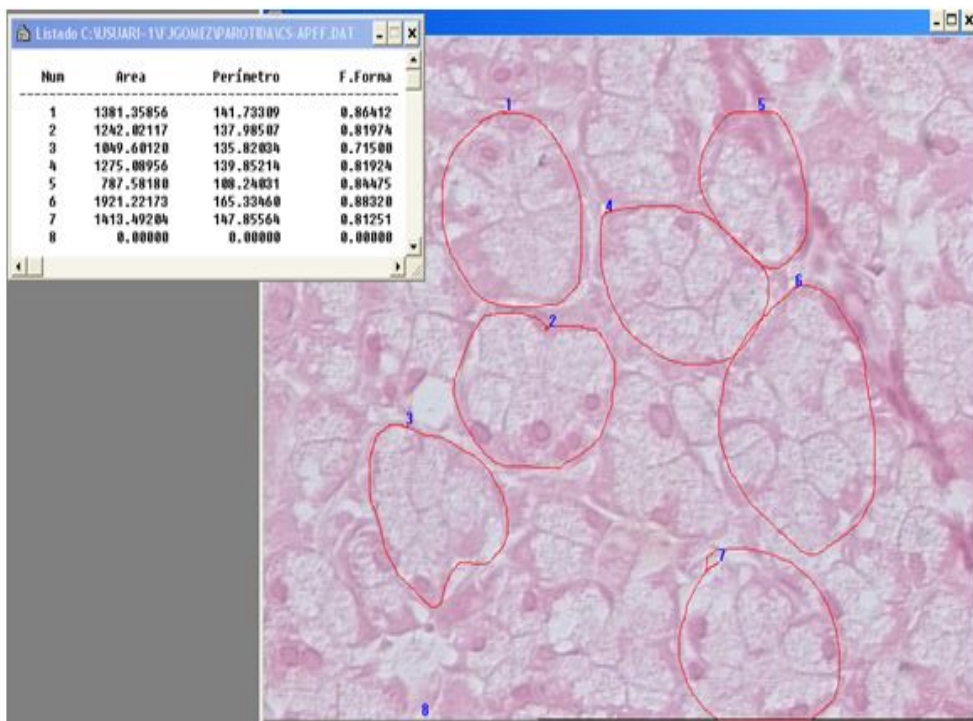 Listado C:\USUARI~1\FJGOMEZ\PAROTIDA\CS-APFF.DAT
Num Area Perímetro F.Forma
1 1381.35856 141.73309 0.86412
2 1242.02117 137.98507 0.81974
3 1049.60120 135.82034 0.71500
4 1275.08956 139.85214 0.81924
5 787.58180 108.24031 0.84475
6 1921.22173 165.33460 0.88320
7 1413.49204 147.85564 0.81251
8 0.00000 0.00000 0.00000
1
5
4
6
2
3
7
8